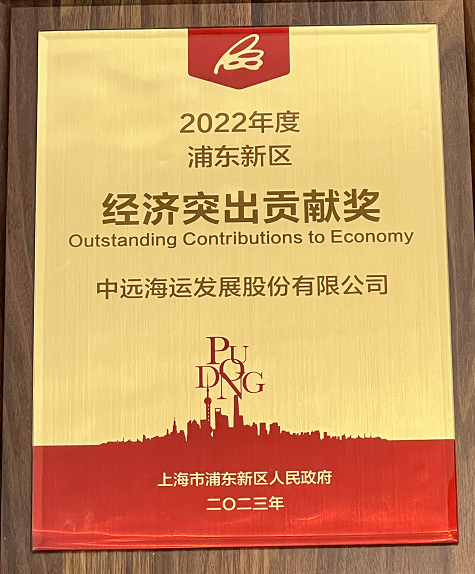 2022年度
浦东新区
经济突出贡献奖
Outstanding Contributions to Economy
中远海运发展股份有限公司
PU
DONG
上海市浦东新区人民政府
二〇二三年